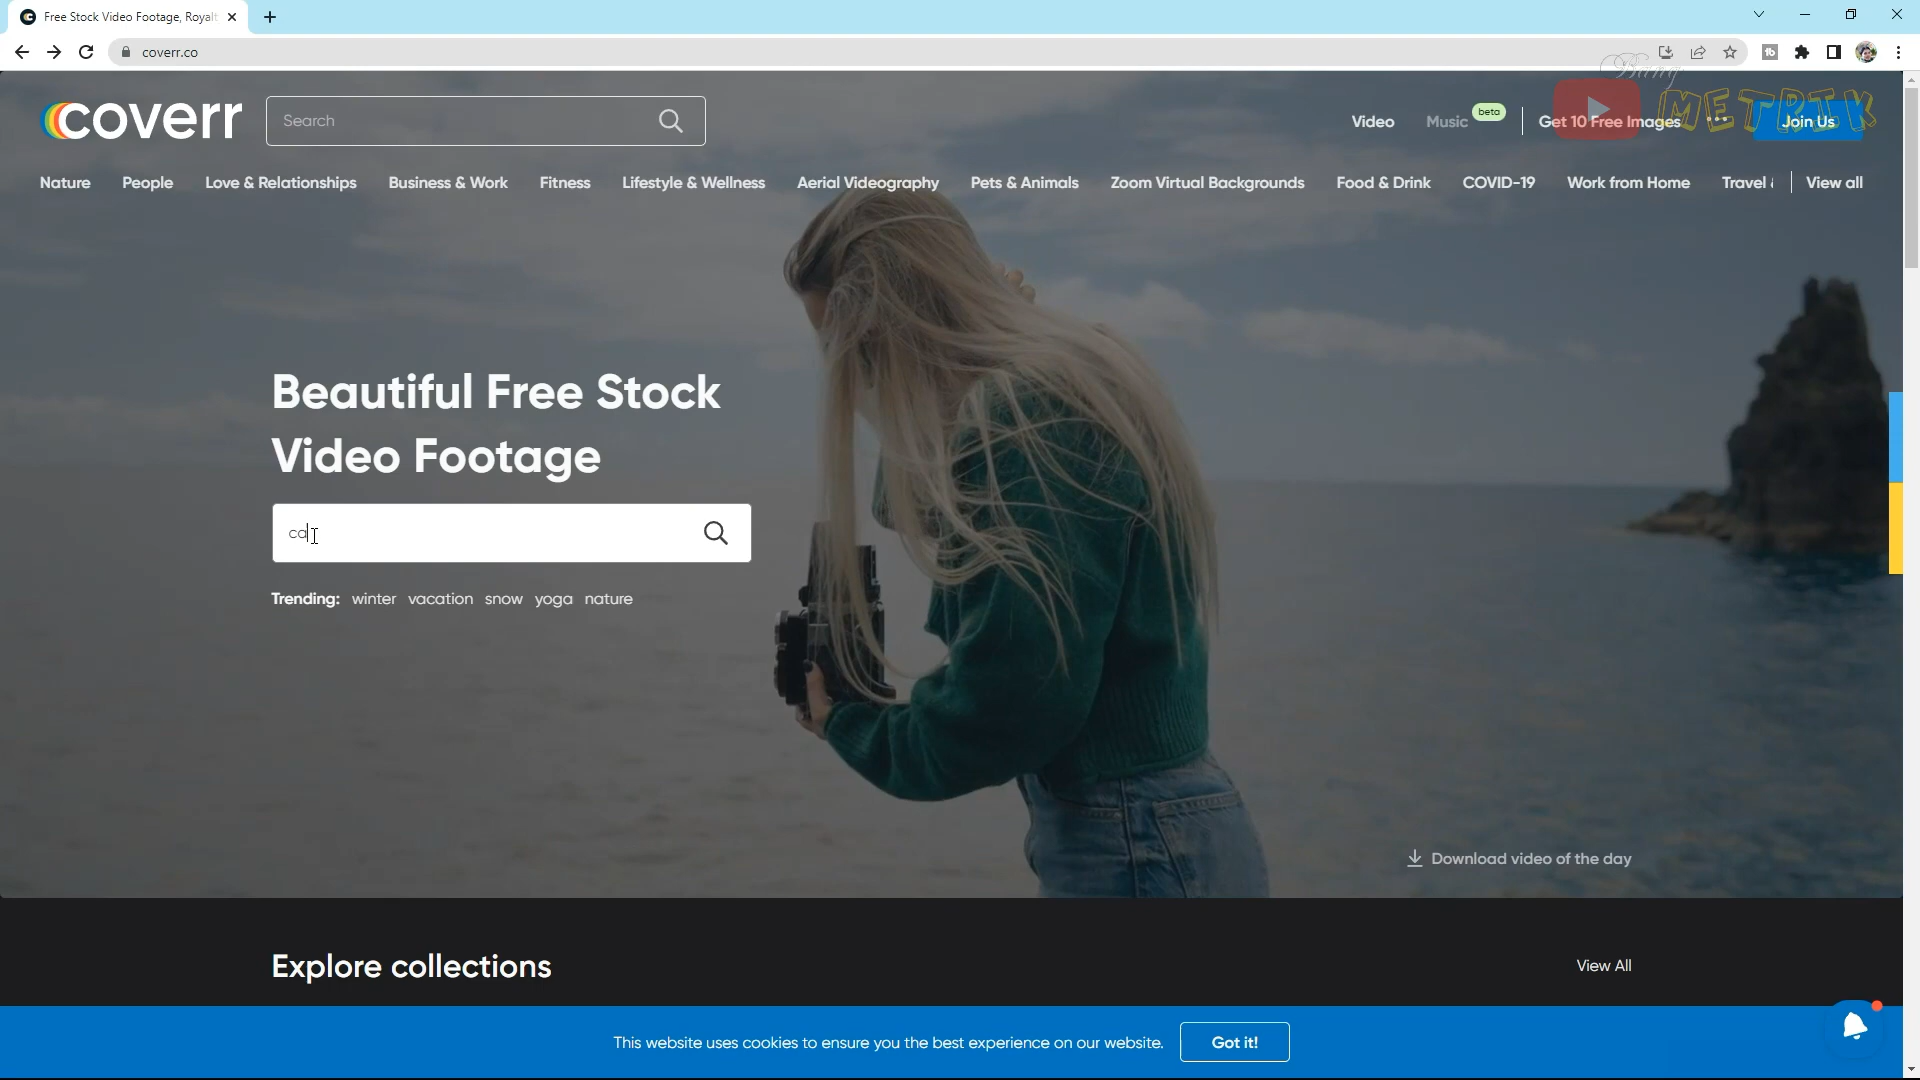 Free Stock Video Footage, Royalt
coverr.co
Bang
METRIK
coverr
Search
Video
Music
beta
Get 10 Free Images
...
Join Us
Nature
People
Love & Relationships
Business & Work
Fitness
Lifestyle & Wellness
Aerial Videography
Pets & Animals
Zoom Virtual Backgrounds
Food & Drink
COVID-19
Work from Home
Travel
View all
Beautiful Free Stock
Video Footage
ca
Trending: winter vacation snow yoga nature
Download video of the day
Explore collections
View All
This website uses cookies to ensure you the best experience on our website.
Got it!